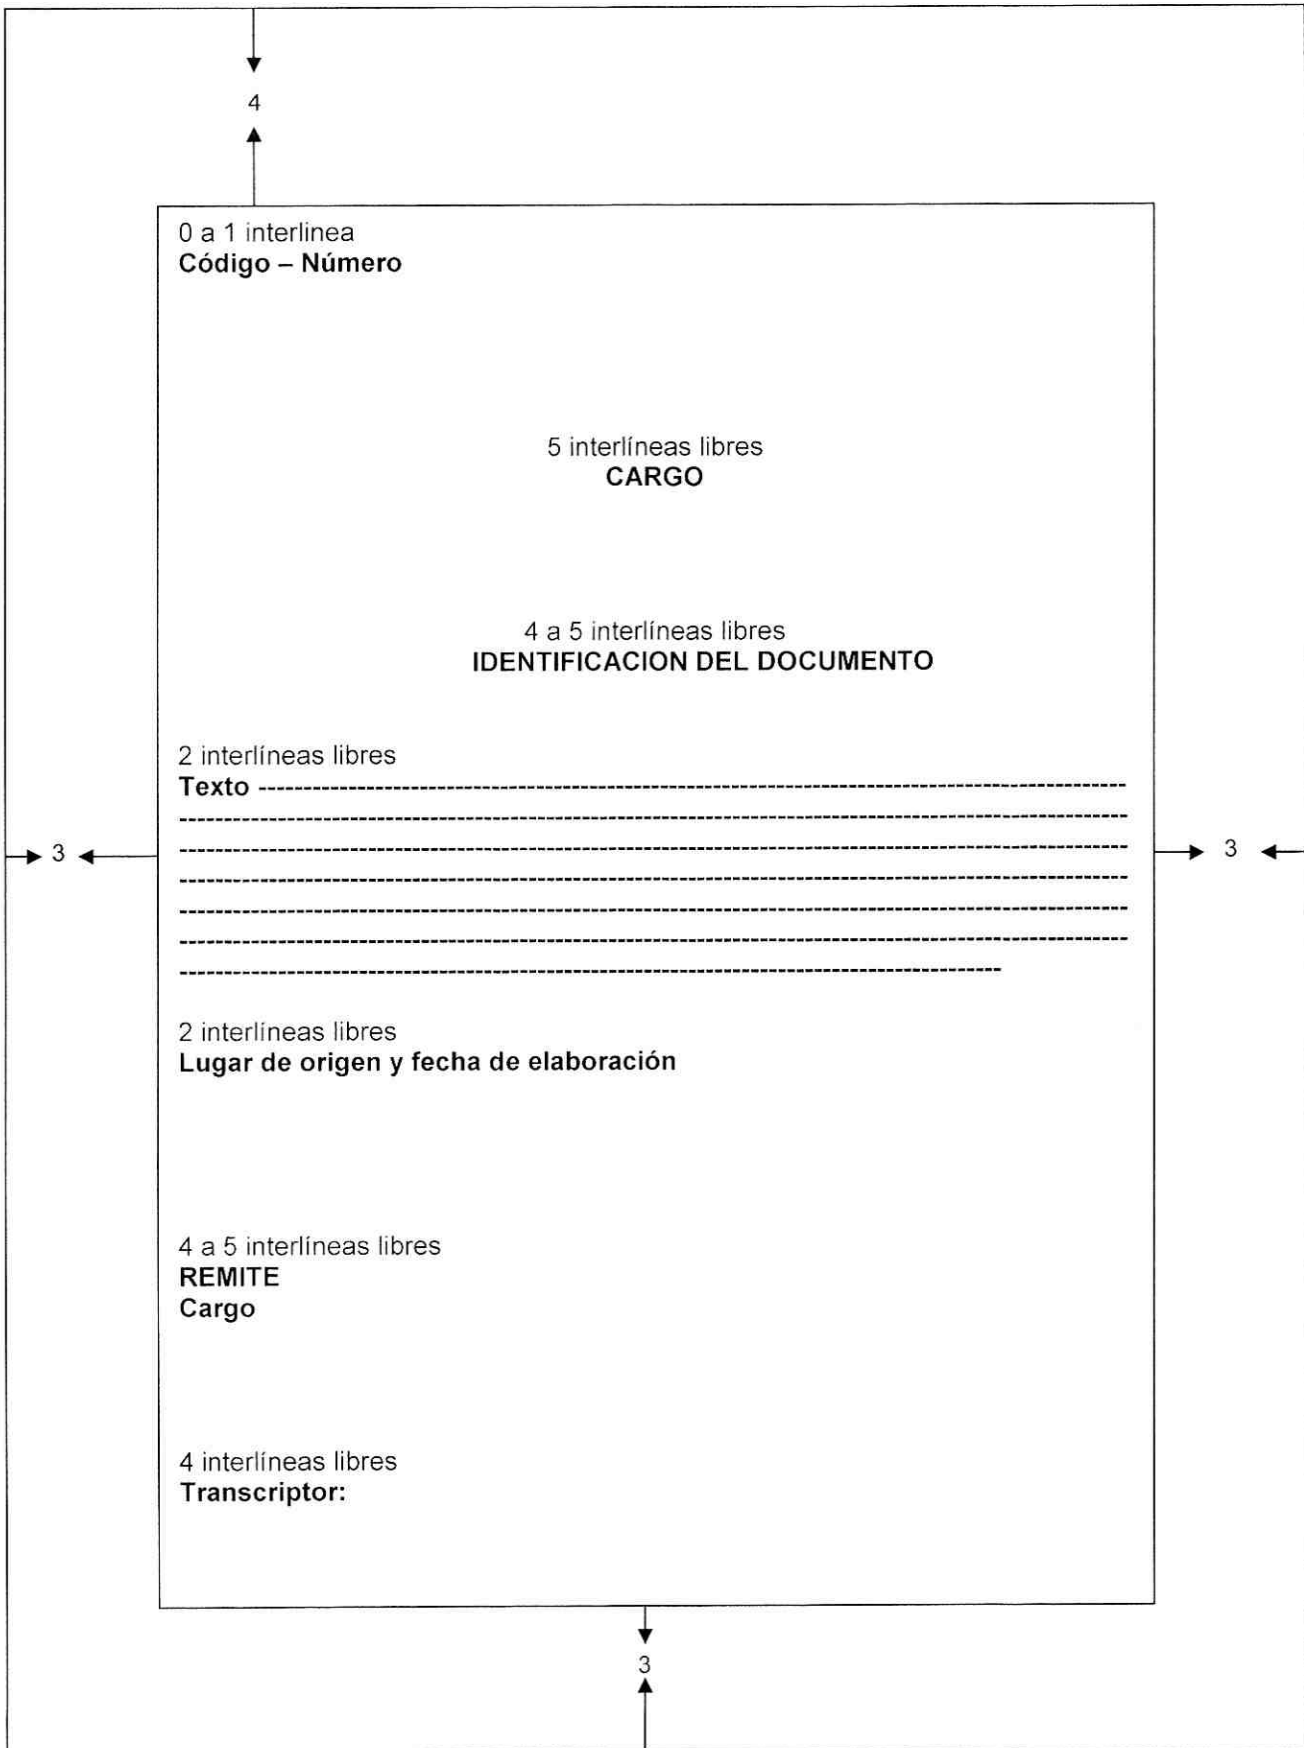 4
0 a 1 interlinea
Código – Número
5 interlíneas libres
CARGO
4 a 5 interlíneas libres
IDENTIFICACION DEL DOCUMENTO
2 interlíneas libres
Texto ---------------------------------------------------------------------------------------------------
3
3
2 interlíneas libres
Lugar de origen y fecha de elaboración
4 a 5 interlíneas libres
REMITE
Cargo
4 interlíneas libres
Transcriptor:
3